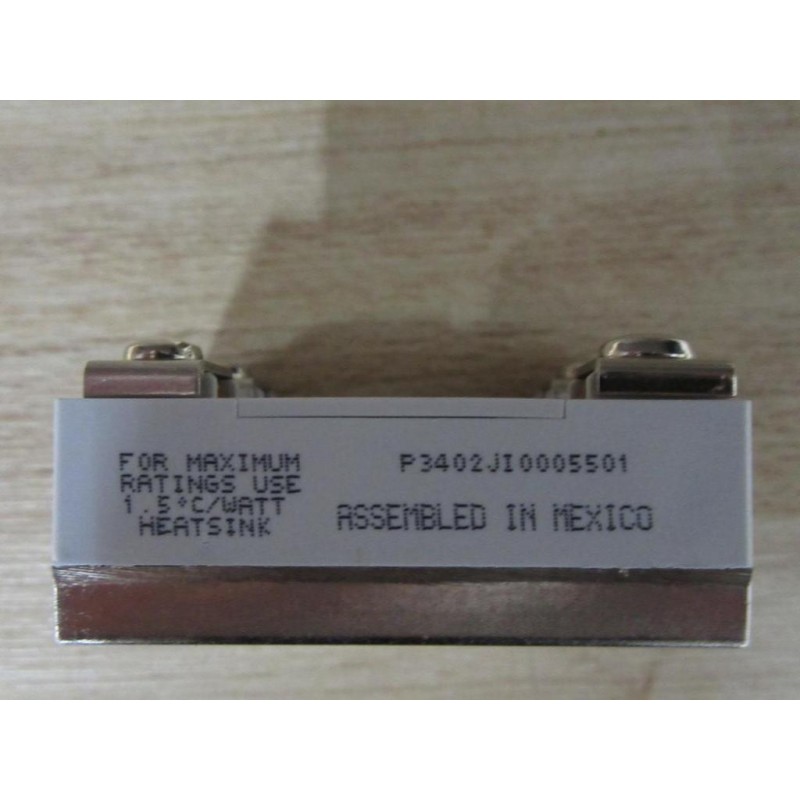 FOR MAXIMUM
RATINGS USE
1.5°C/WATT
HEATSINK
P3402JI0005501
ASSEMBLED IN MEXICO